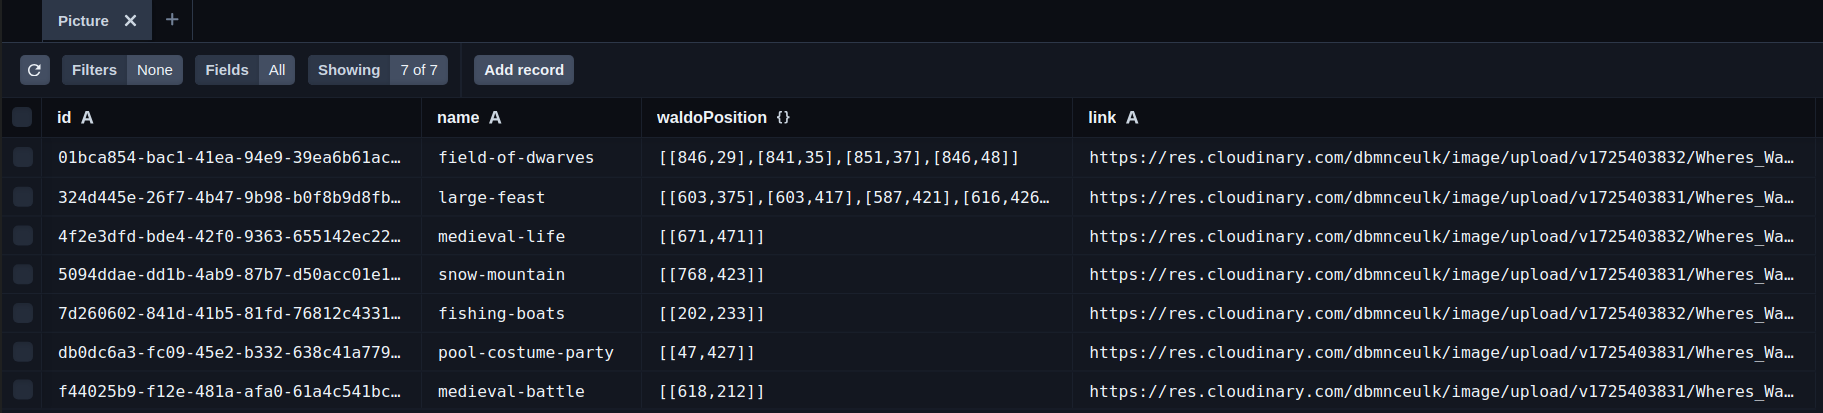 Picture
Filters None Fields All Showing 7 of 7 Add record
id A name A waldoPosition {} link A
01bca854-bac1-41ea-94e9-39ea6b61ac… field-of-dwarves [[846,29],[841,35],[851,37],[846,48]] https://res.cloudinary.com/dbmnceulk/image/upload/v1725403832/Wheres_Wa…
324d445e-26f7-4b47-9b98-b0f8b9d8fb… large-feast [[603,375],[603,417],[587,421],[616,426… https://res.cloudinary.com/dbmnceulk/image/upload/v1725403831/Wheres_Wa…
4f2e3dfd-bde4-42f0-9363-655142ec22… medieval-life [[671,471]] https://res.cloudinary.com/dbmnceulk/image/upload/v1725403832/Wheres_Wa…
5094ddae-dd1b-4ab9-87b7-d50acc01e1… snow-mountain [[768,423]] https://res.cloudinary.com/dbmnceulk/image/upload/v1725403831/Wheres_Wa…
7d260602-841d-41b5-81fd-76812c4331… fishing-boats [[202,233]] https://res.cloudinary.com/dbmnceulk/image/upload/v1725403832/Wheres_Wa…
db0dc6a3-fc09-45e2-b332-638c41a779… pool-costume-party [[47,427]] https://res.cloudinary.com/dbmnceulk/image/upload/v1725403831/Wheres_Wa…
f44025b9-f12e-481a-afa0-61a4c541bc… medieval-battle [[618,212]] https://res.cloudinary.com/dbmnceulk/image/upload/v1725403831/Wheres_Wa…